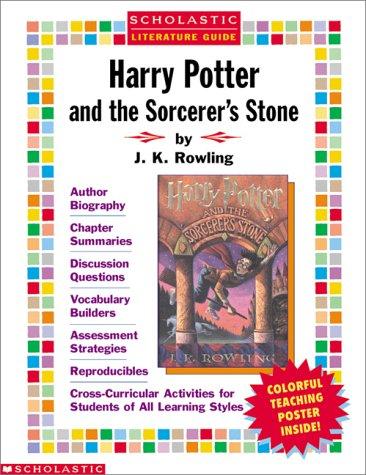 SCHOLASTIC
LITERATURE GUIDE
Harry Potter
and the Sorcerer's Stone
by
J. K. Rowling
Author
Biography
Chapter
Summaries
Discussion
Questions
Vocabulary
Builders
Assessment
Strategies
Reproducibles
Cross-Curricular Activities for
Students of All Learning Styles
Harry Potter
AND THE
SORCERER'S STONE
J. K. ROWLING
COLORFUL
TEACHING
POSTER
INSIDE!
SCHOLASTIC